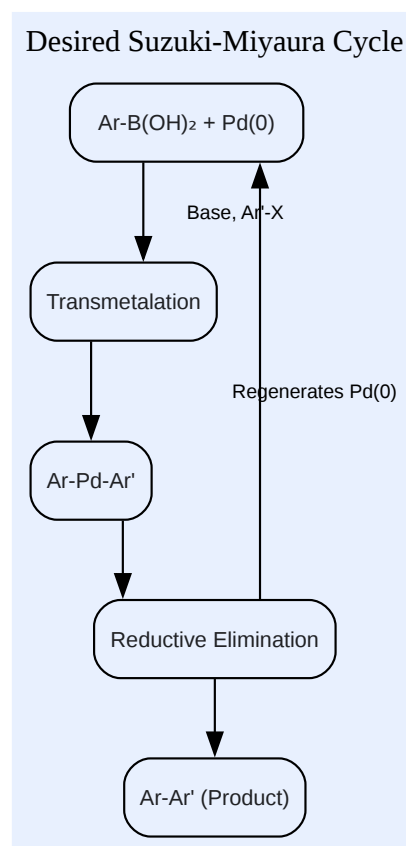 Desired Suzuki-Miyaura Cycle
Ar-B(OH)₂ + Pd(0)
Base, Ar'-X
Transmetalation
Regenerates Pd(0)
Ar-Pd-Ar'
Reductive Elimination
Ar-Ar' (Product)